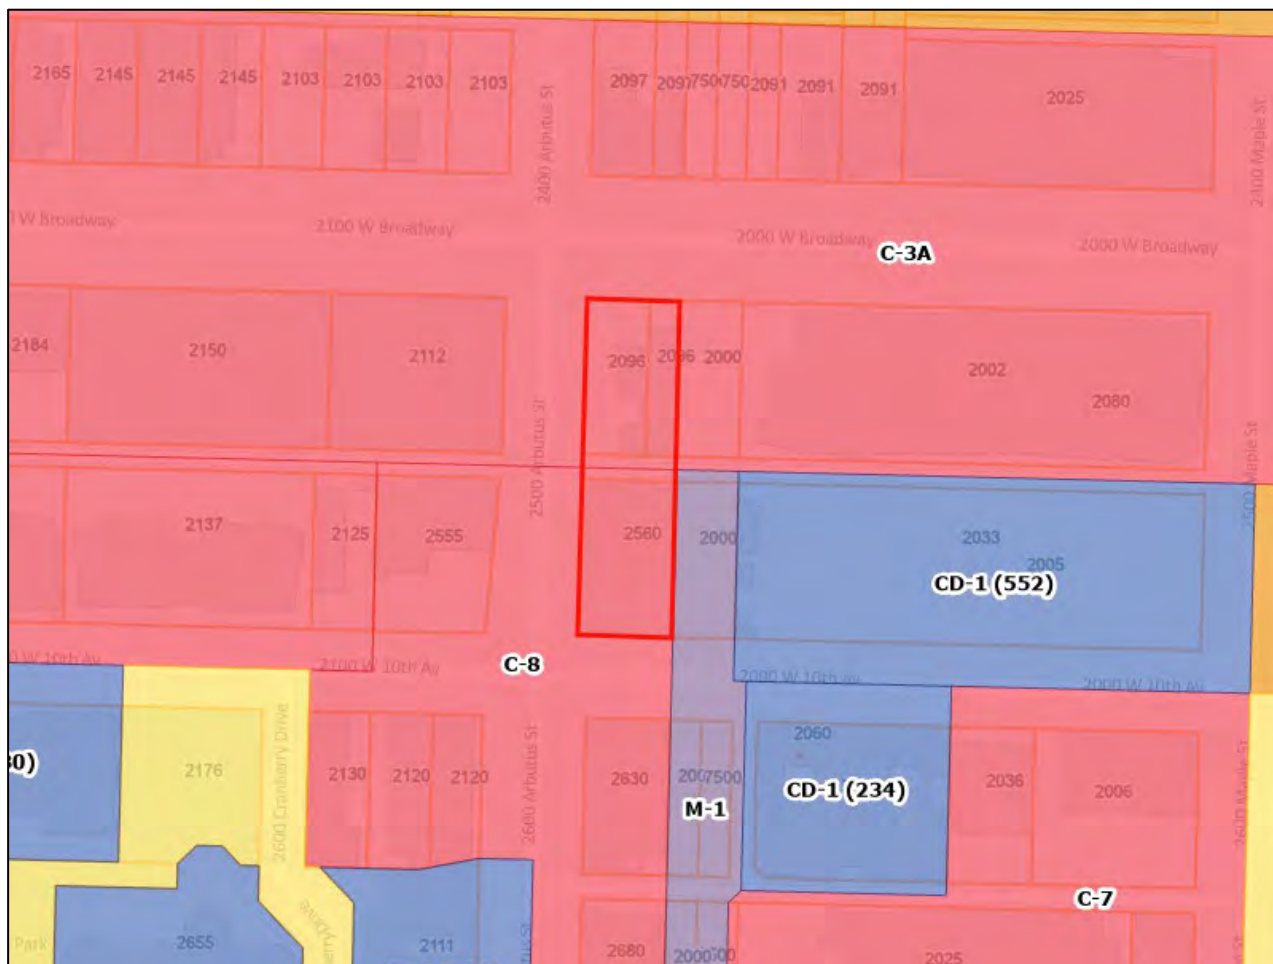 2165 2145 2145 2145 2103 2103 2103 2103 2097 2097 750 750 2091 2091 2091 2025
2400 Arbutus St
2400 Maple St
W Broadway 2100 W Broadway 2000 W Broadway 2000 W Broadway
C-3A
2184 2150 2112 2096 2096 2000 2002
2080
2500 Arbutus St
2500 Maple St
2137 2125 2555 2560 2000 2033
2005
CD-1 (552)
W 10th Av 2100 W 10th Av 2000 W 10th Av 2000 W 10th Av
C-8
2600 Cranberry Drive
2600 Arbutus St
2600 Maple St
2060
2176 2130 2120 2120 2630 200 7500 2036 2006
CD-1 (234)
M-1
C-7
Park 2655 2111 2680 2000 2025